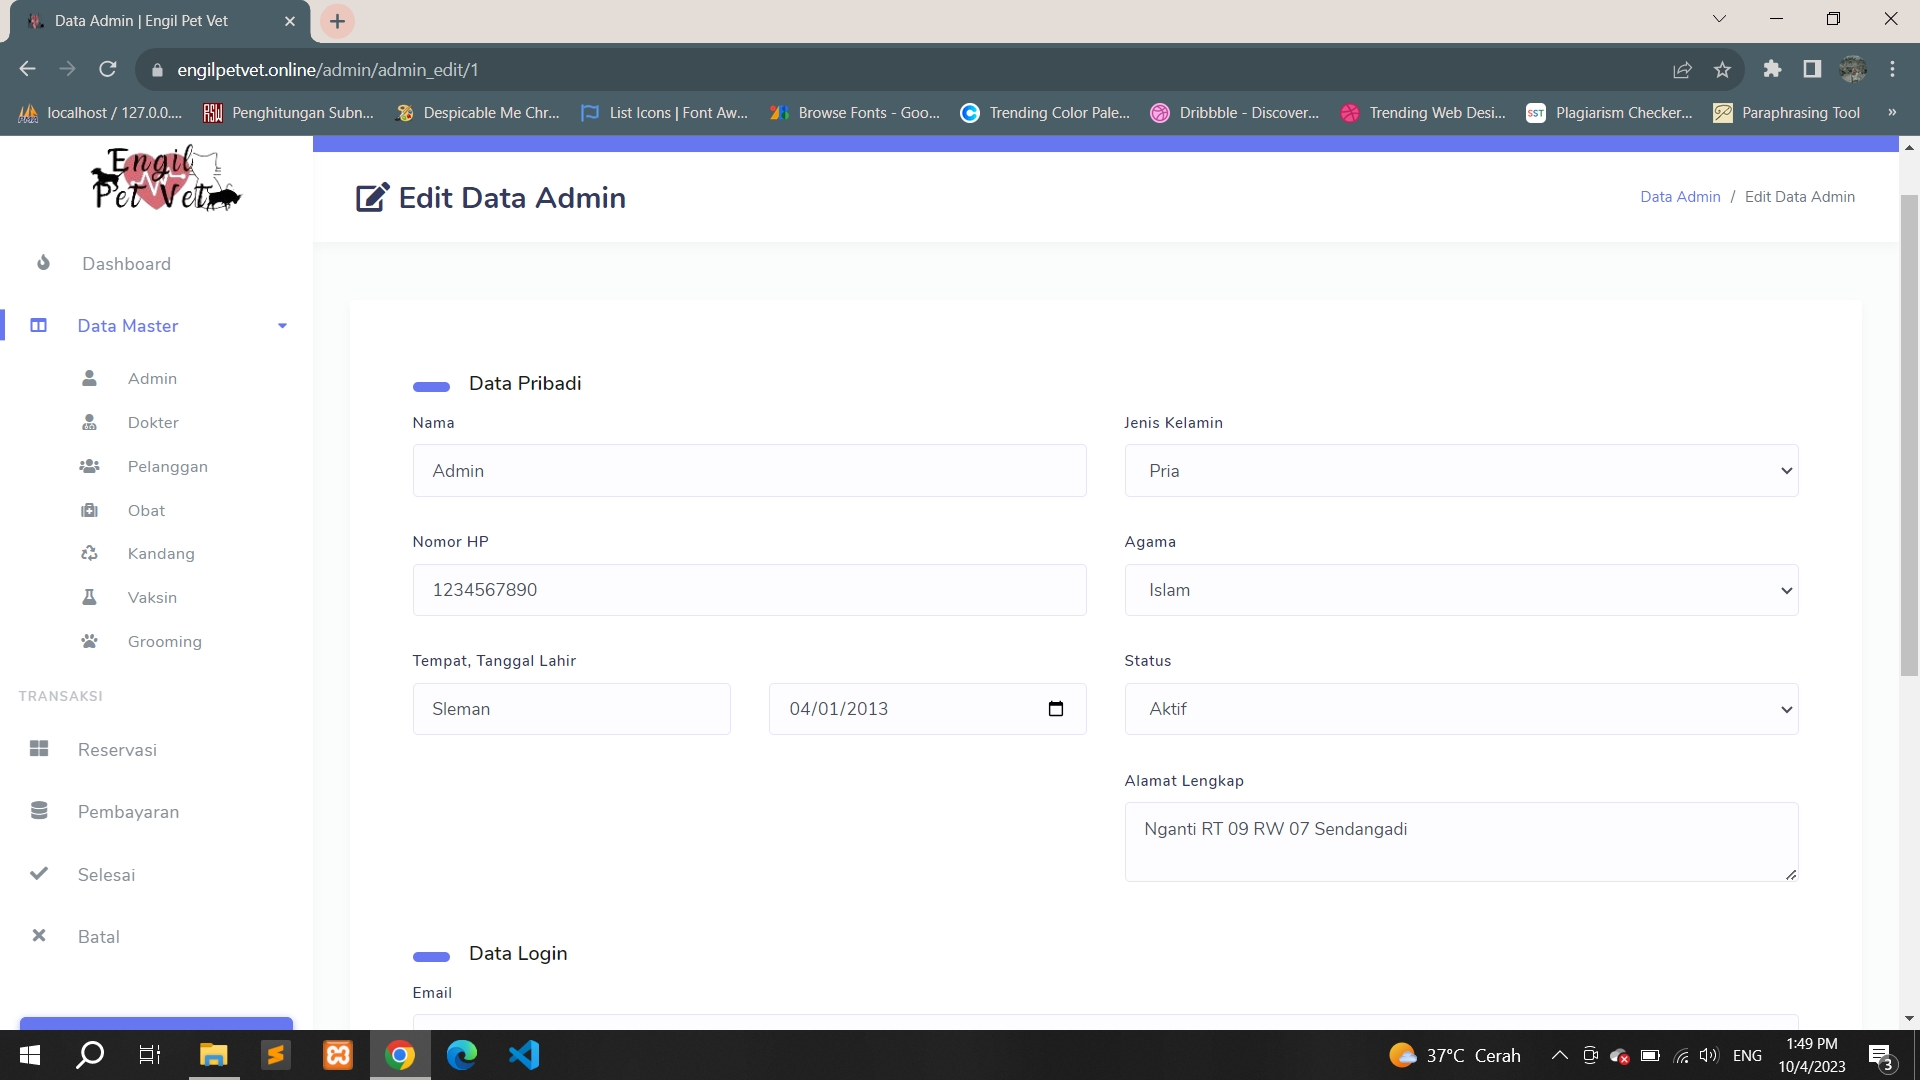 Data Admin | Engil Pet Vet
engilpetvet.online/admin/admin_edit/1
localhost / 127.0.0....
RSW
Penghitungan Subn...
Despicable Me Chr...
List Icons | Font Aw...
Browse Fonts - Goo...
Trending Color Pale...
Dribbble - Discover...
Trending Web Desi...
SST
Plagiarism Checker...
Paraphrasing Tool
»
Engil
Pet Vet
Dashboard
Data Master
Admin
Dokter
Pelanggan
Obat
Kandang
Vaksin
Grooming
TRANSAKSI
Reservasi
Pembayaran
Selesai
Batal
Edit Data Admin
Data Admin / Edit Data Admin
Data Pribadi
Nama
Admin
Jenis Kelamin
Pria
Nomor HP
1234567890
Agama
Islam
Tempat, Tanggal Lahir
Sleman
04/01/2013
Status
Aktif
Alamat Lengkap
Nganti RT 09 RW 07 Sendangadi
Data Login
Email
37°C Cerah
ENG
1:49 PM
10/4/2023
3